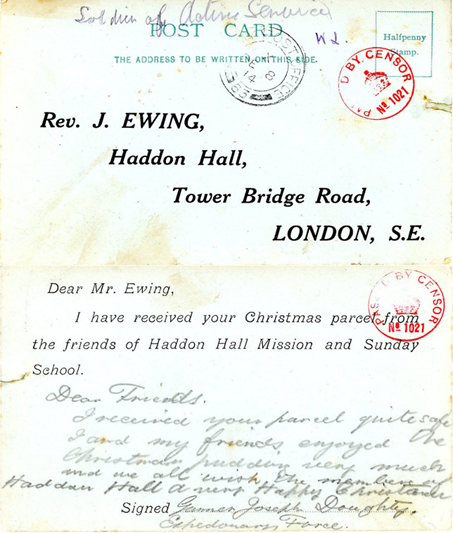 Soldier on Active Service
POST CARD
THE ADDRESS TO BE WRITTEN ON THIS SIDE.
Halfpenny
Stamp.
PASSED BY CENSOR
No 1021
Rev. J. EWING,
Haddon Hall,
Tower Bridge Road,
LONDON, S.E.
Dear Mr. Ewing,
I have received your Christmas parcel from
the friends of Haddon Hall Mission and Sunday
School.
PASSED BY CENSOR
No 1021
Dear Friends.
I received your parcel quite safe
I and my friends enjoyed the
Christmas pudding very much
and we all wish the members of
Haddon Hall a very Happy Christmas
Signed Gunner Joseph Doughty.
Expedionary Force.